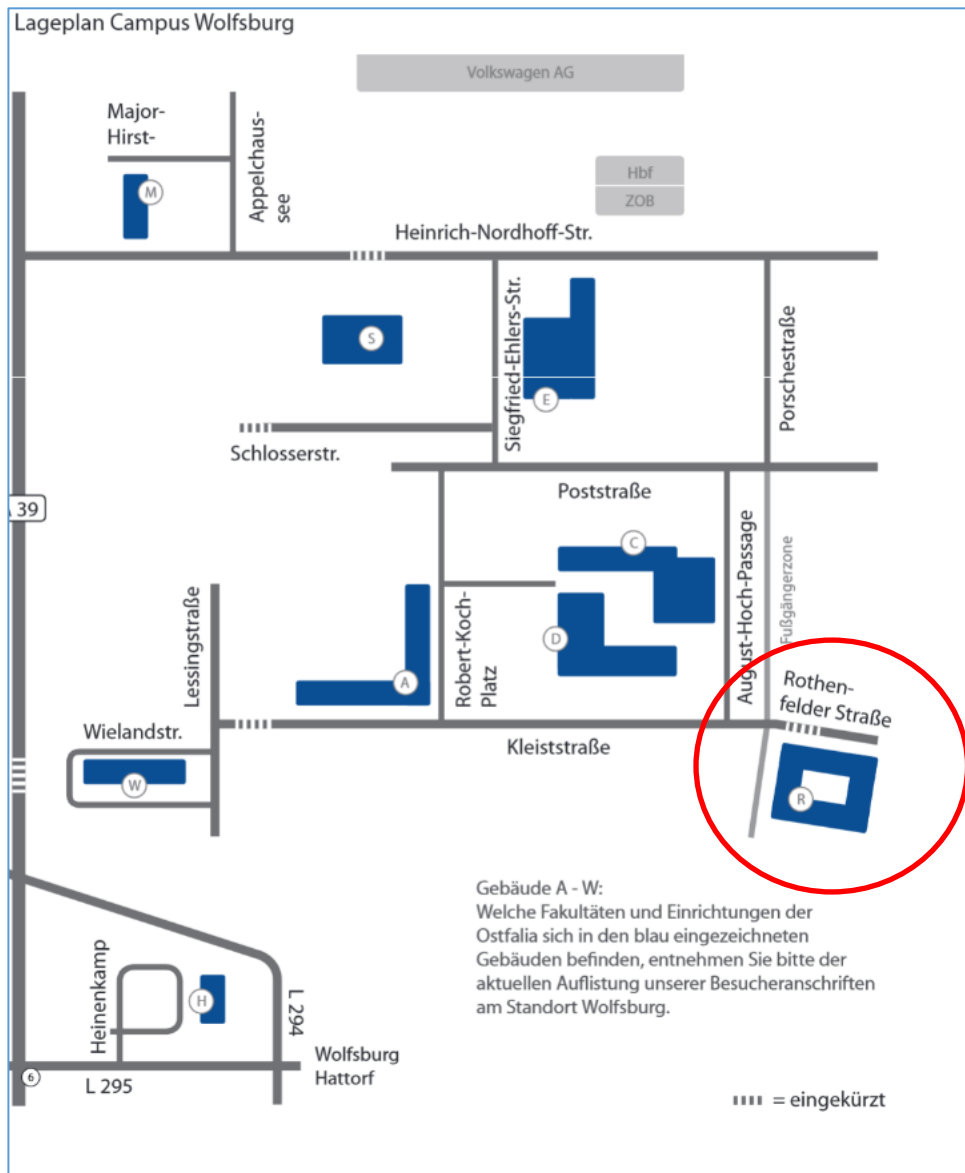 Lageplan Campus Wolfsburg
Volkswagen AG
Major-
Hirst-
Appelchaus-
see
M
Hbf
ZOB
Heinrich-Nordhoff-Str.
S
Siegfried-Ehlers-Str.
E
Porschestraße
Schlosserstr.
Poststraße
39
C
Lessingstraße
A
Robert-Koch-
Platz
D
August-Hoch-Passage
Fußgängerzone
Rothen-
felder Straße
Wielandstr.
W
Kleiststraße
R
Gebäude A - W:
Welche Fakultäten und Einrichtungen der
Ostfalia sich in den blau eingezeichneten
Gebäuden befinden, entnehmen Sie bitte der
aktuellen Auflistung unserer Besucheranschriften
am Standort Wolfsburg.
Heinenkamp
H
L 294
Wolfsburg
Hattorf
6
L 295
= eingekürzt